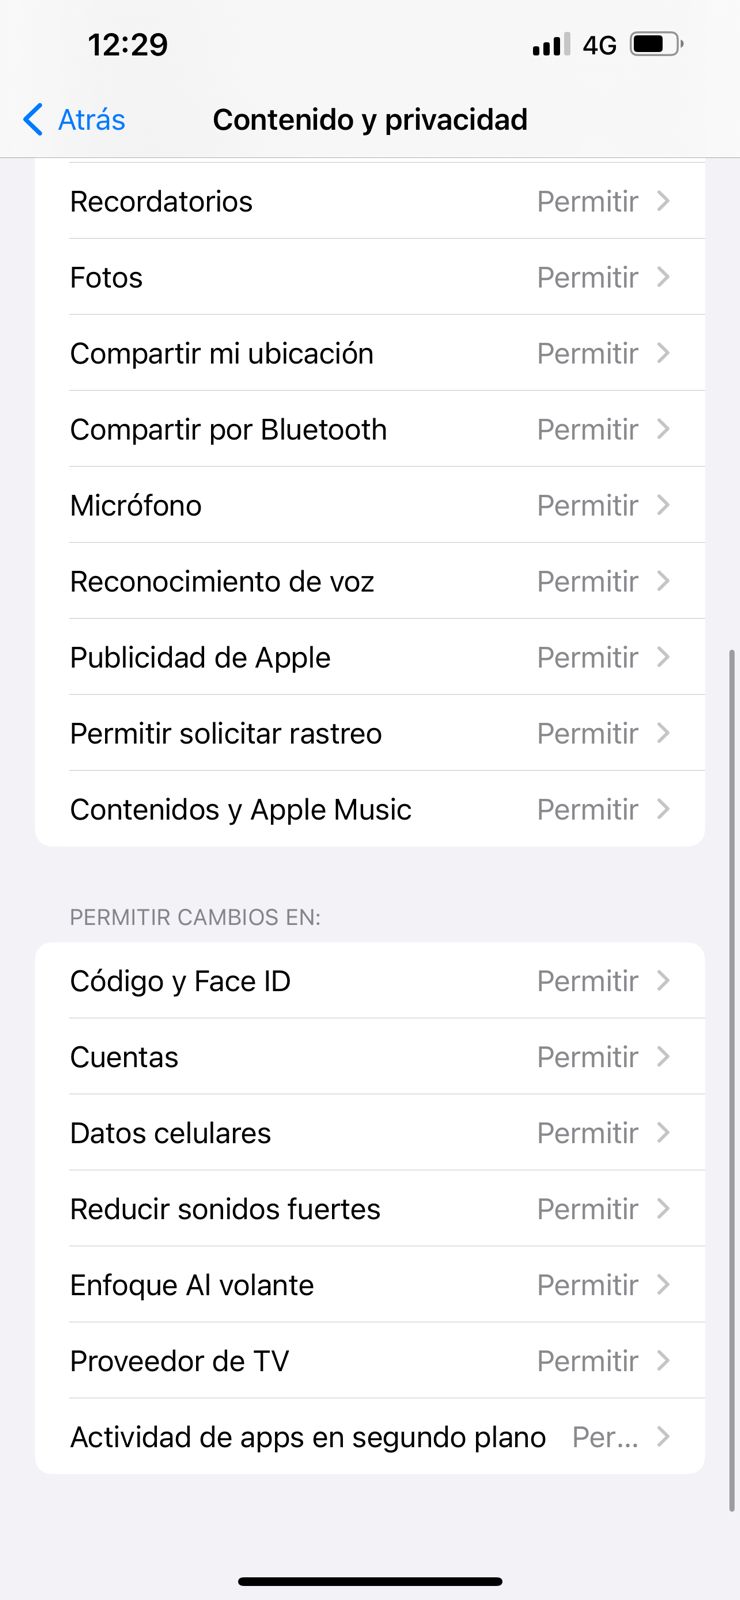 12:29
4G
Atrás
Contenido y privacidad
Recordatorios Permitir
Fotos Permitir
Compartir mi ubicación Permitir
Compartir por Bluetooth Permitir
Micrófono Permitir
Reconocimiento de voz Permitir
Publicidad de Apple Permitir
Permitir solicitar rastreo Permitir
Contenidos y Apple Music Permitir
PERMITIR CAMBIOS EN:
Código y Face ID Permitir
Cuentas Permitir
Datos celulares Permitir
Reducir sonidos fuertes Permitir
Enfoque Al volante Permitir
Proveedor de TV Permitir
Actividad de apps en segundo plano Per...